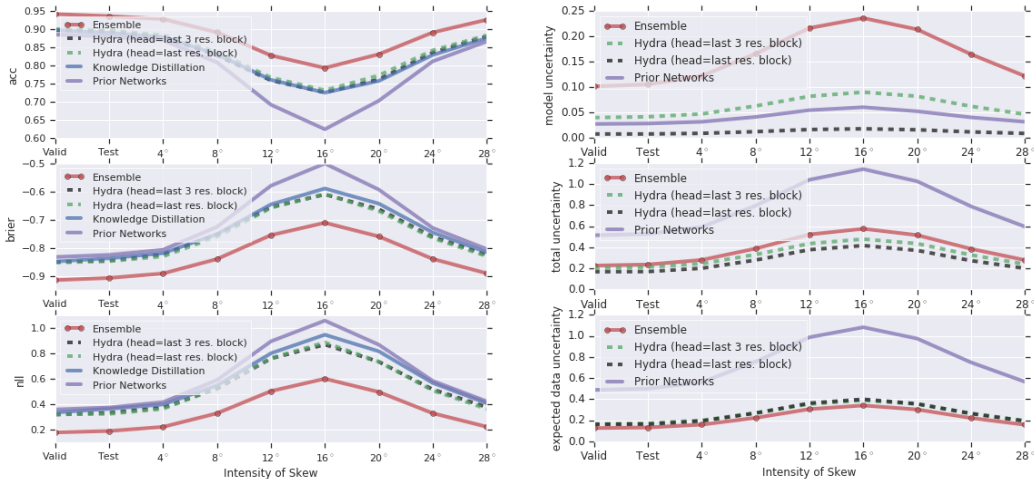 acc
0.95
0.90
0.85
0.80
0.75
0.70
0.65
0.60
Ensemble
Hydra (head=last 3 res. block)
Hydra (head=last res. block)
Knowledge Distillation
Prior Networks
Valid Test 4° 8° 12° 16° 20° 24° 28°
brier
−0.5
−0.6
−0.7
−0.8
−0.9
Ensemble
Hydra (head=last 3 res. block)
Hydra (head=last res. block)
Knowledge Distillation
Prior Networks
Valid Test 4° 8° 12° 16° 20° 24° 28°
nll
1.0
0.8
0.6
0.4
0.2
Ensemble
Hydra (head=last 3 res. block)
Hydra (head=last res. block)
Knowledge Distillation
Prior Networks
Valid Test 4° 8° 12° 16° 20° 24° 28°
Intensity of Skew
model uncertainty
0.25
0.20
0.15
0.10
0.05
0.00
Ensemble
Hydra (head=last 3 res. block)
Hydra (head=last res. block)
Prior Networks
Valid Test 4° 8° 12° 16° 20° 24° 28°
total uncertainty
1.2
1.0
0.8
0.6
0.4
0.2
0.0
Ensemble
Hydra (head=last 3 res. block)
Hydra (head=last res. block)
Prior Networks
Valid Test 4° 8° 12° 16° 20° 24° 28°
expected data uncertainty
1.2
1.0
0.8
0.6
0.4
0.2
0.0
Ensemble
Hydra (head=last 3 res. block)
Hydra (head=last res. block)
Prior Networks
Valid Test 4° 8° 12° 16° 20° 24° 28°
Intensity of Skew